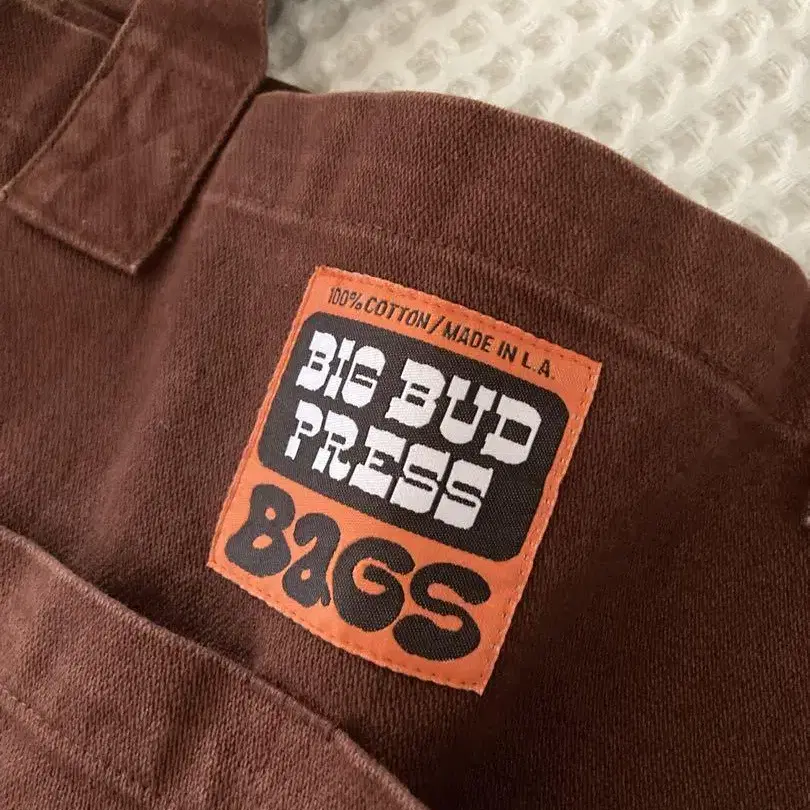 100% COTTON / MADE IN L.A.
BIG BUD
PRESS
BAGS